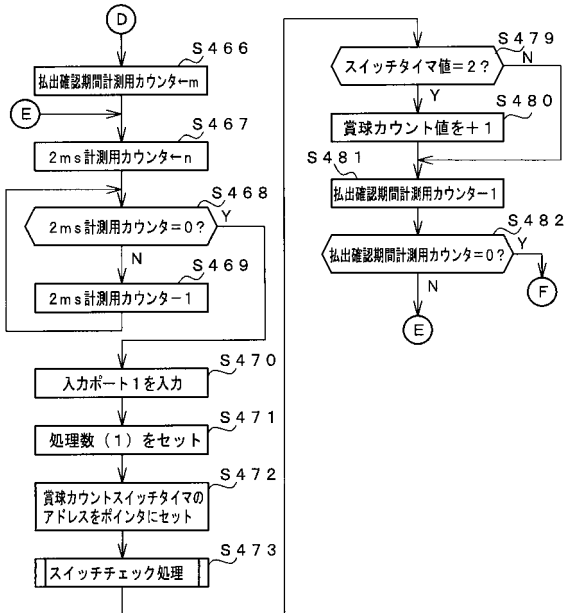 D
S466
払出確認期間計測用カウンタ←m
E
S467
2ms計測用カウンタ←n
S468
2ms計測用カウンタ=0?
Y
N
S469
2ms計測用カウンタ－1
S470
入力ポート1を入力
S471
処理数(1)をセット
S472
賞球カウントスイッチタイマの
アドレスをポインタにセット
S473
スイッチチェック処理
S479
スイッチタイマ値=2?
N
Y
S480
賞球カウント値を+1
S481
払出確認期間計測用カウンタ－1
S482
払出確認期間計測用カウンタ=0?
Y
N
F
E